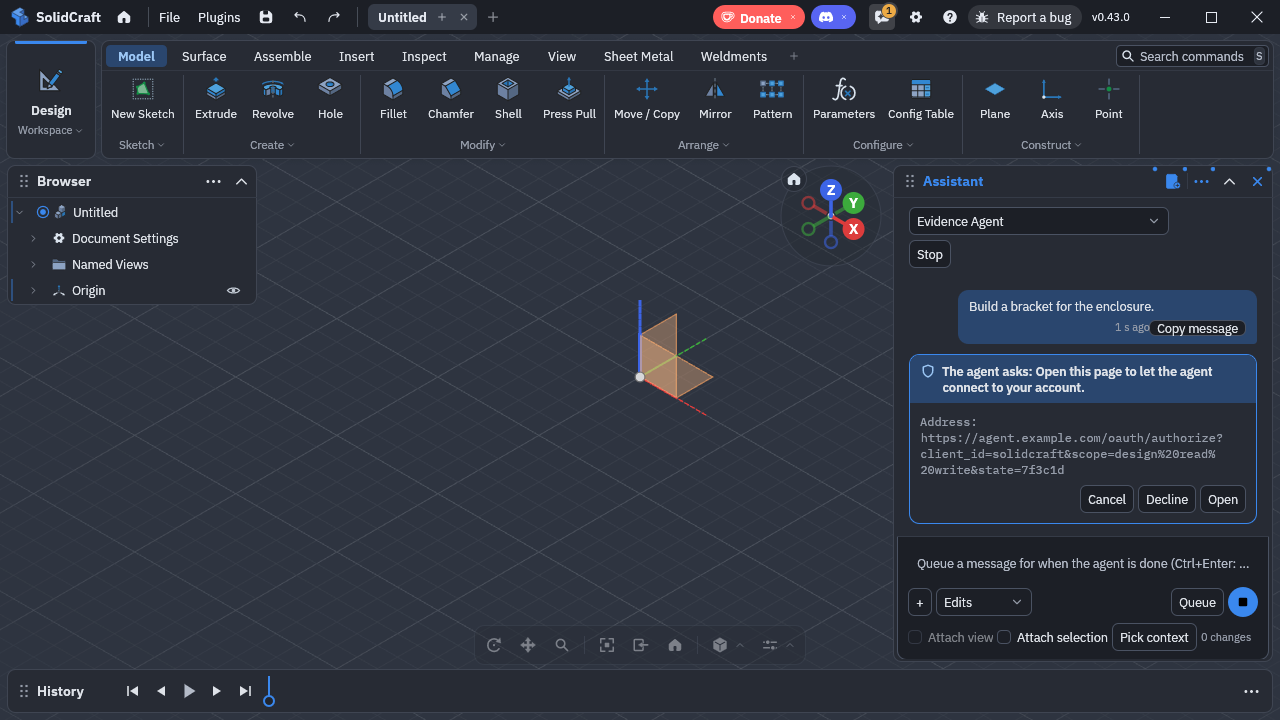 SolidCraft
File
Plugins
Untitled
Donate
1
Report a bug
v0.43.0
Design
Workspace
Model
Surface
Assemble
Insert
Inspect
Manage
View
Sheet Metal
Weldments
Search commands
S
New Sketch
Extrude
Revolve
Hole
Fillet
Chamfer
Shell
Press Pull
Move / Copy
Mirror
Pattern
Parameters
Config Table
Plane
Axis
Point
Sketch
Create
Modify
Arrange
Configure
Construct
Browser
Untitled
Document Settings
Named Views
Origin
Z
Y
X
Assistant
Evidence Agent
Stop
Build a bracket for the enclosure.
1 s ago
Copy message
The agent asks: Open this page to let the agent
connect to your account.
Address:
https://agent.example.com/oauth/authorize?
client_id=solidcraft&scope=design%20read%
20write&state=7f3c1d
Cancel
Decline
Open
Queue a message for when the agent is done (Ctrl+Enter: ...
+
Edits
Queue
Attach view
Attach selection
Pick context
0 changes
History